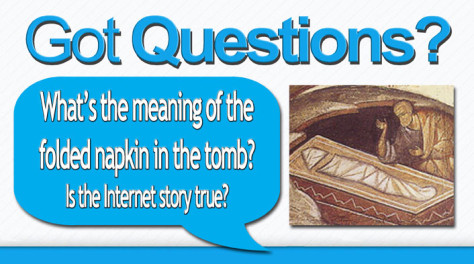 Got Questions?
What's the meaning of the
folded napkin in the tomb?
Is the Internet story true?